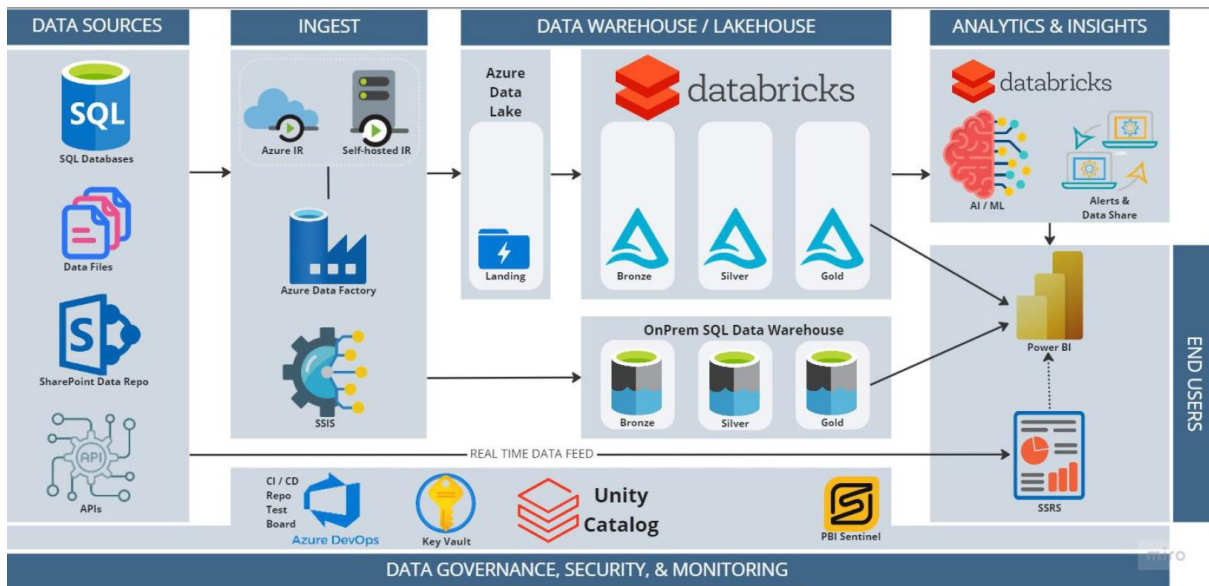 DATA SOURCES
INGEST
DATA WAREHOUSE / LAKEHOUSE
ANALYTICS & INSIGHTS
SQL
SQL Databases
Data Files
S
SharePoint Data Repo
API
APIs
Azure IR
Self-hosted IR
Azure Data Factory
SSIS
Azure
Data
Lake
Landing
databricks
Bronze
Silver
Gold
OnPrem SQL Data Warehouse
Bronze
Silver
Gold
databricks
AI / ML
Alerts &
Data Share
Power BI
SSRS
END USERS
REAL TIME DATA FEED
CI / CD
Repo
Test
Board
Azure DevOps
Key Vault
Unity
Catalog
PBI Sentinel
miro
DATA GOVERNANCE, SECURITY, & MONITORING